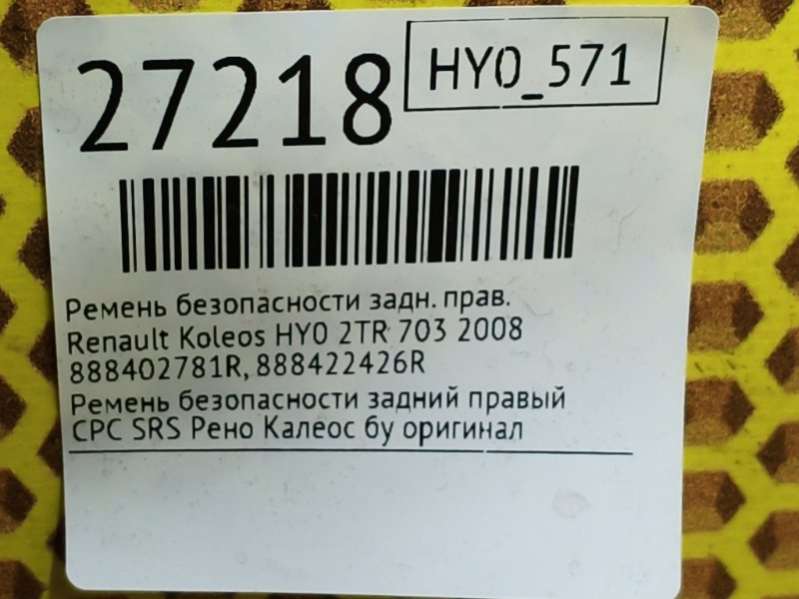 27218
HY0_571
Ремень безопасности задн. прав.
Renault Koleos HY0 2TR 703 2008
888402781R, 888422426R
Ремень безопасности задний правый
СРС SRS Рено Калеос бу оригинал